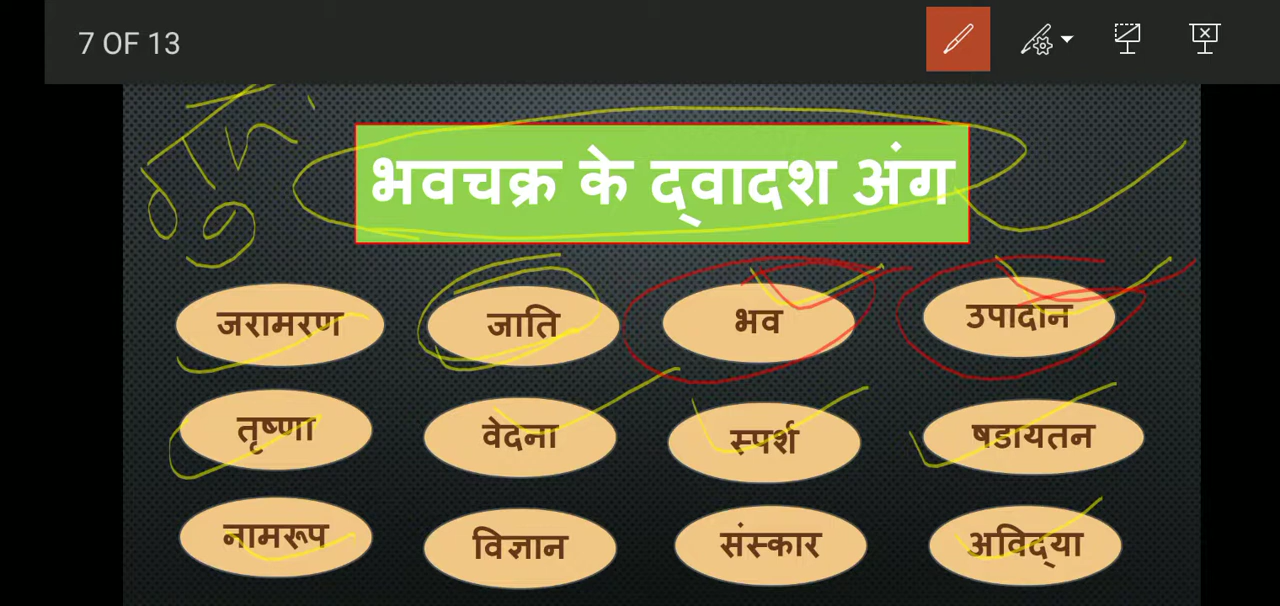 7 OF 13
भवचक्र के द्वादश अंग
जरामरण जाति भव उपादान
तृष्णा वेदना स्पर्श षडायतन
नामरूप विज्ञान संस्कार अविद्या